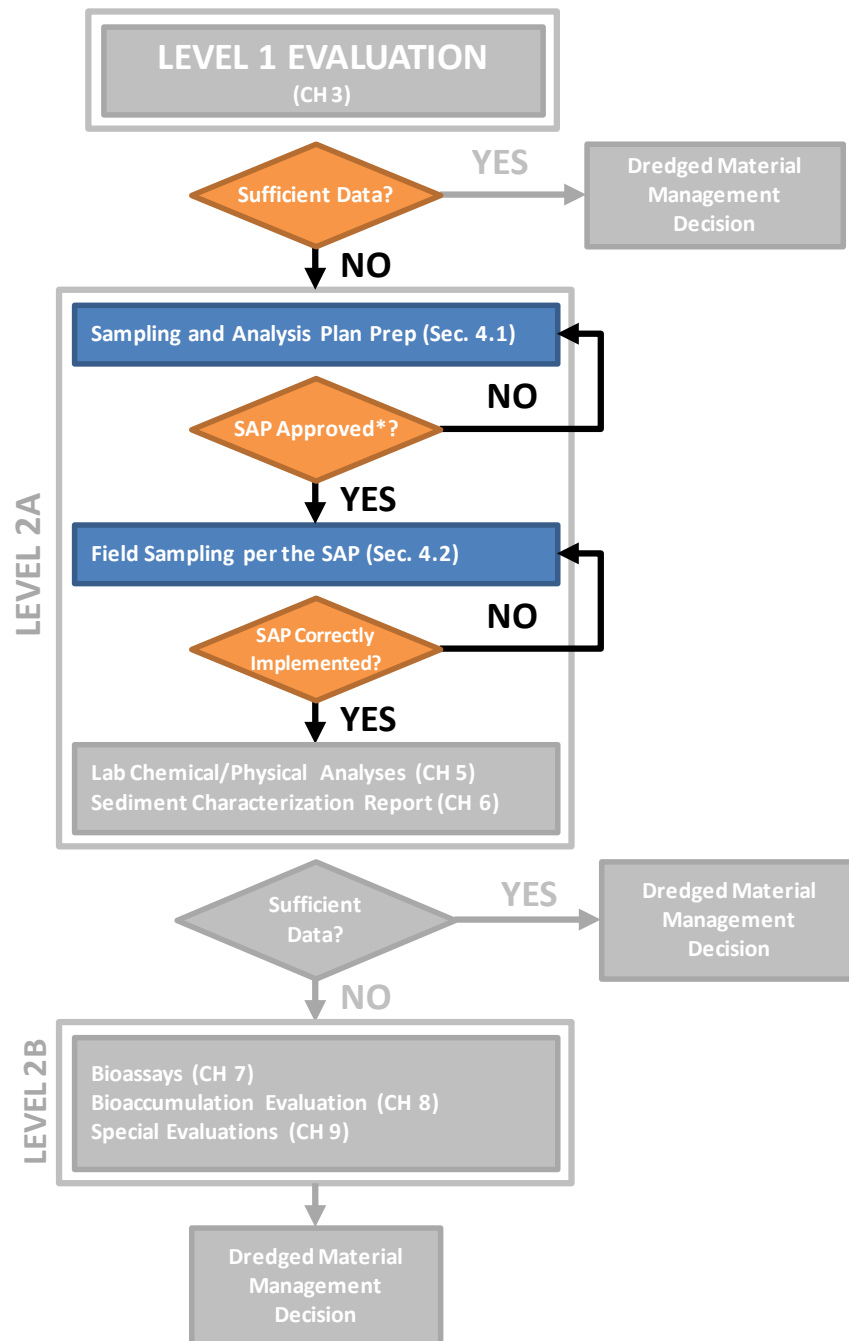 LEVEL 1 EVALUATION
(CH 3)
Sufficient Data?
YES
Dredged Material
Management
Decision
NO
LEVEL 2A
Sampling and Analysis Plan Prep (Sec. 4.1)
NO
SAP Approved*?
YES
Field Sampling per the SAP (Sec. 4.2)
NO
SAP Correctly
Implemented?
YES
Lab Chemical/Physical Analyses (CH 5)
Sediment Characterization Report (CH 6)
Sufficient
Data?
YES
Dredged Material
Management
Decision
NO
LEVEL 2B
Bioassays (CH 7)
Bioaccumulation Evaluation (CH 8)
Special Evaluations (CH 9)
Dredged Material
Management
Decision